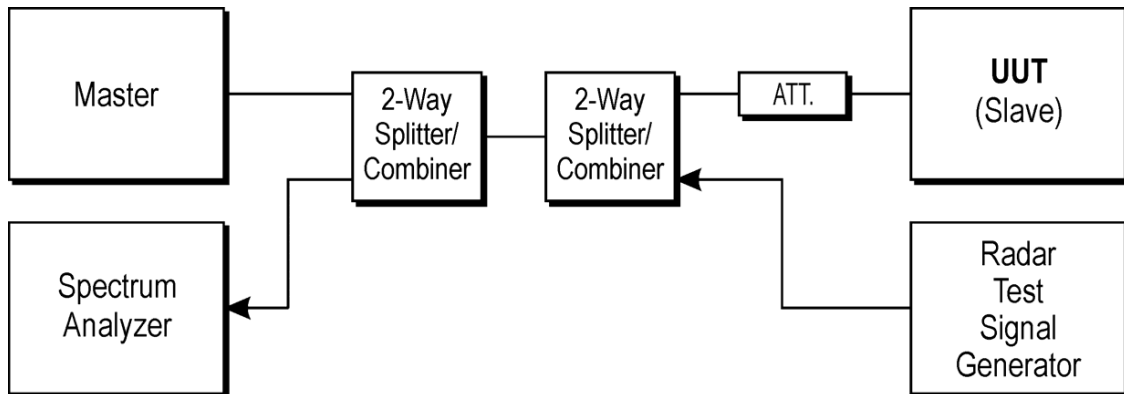 Master
2-Way
Splitter/
Combiner
2-Way
Splitter/
Combiner
ATT.
UUT
(Slave)
Spectrum
Analyzer
Radar
Test
Signal
Generator